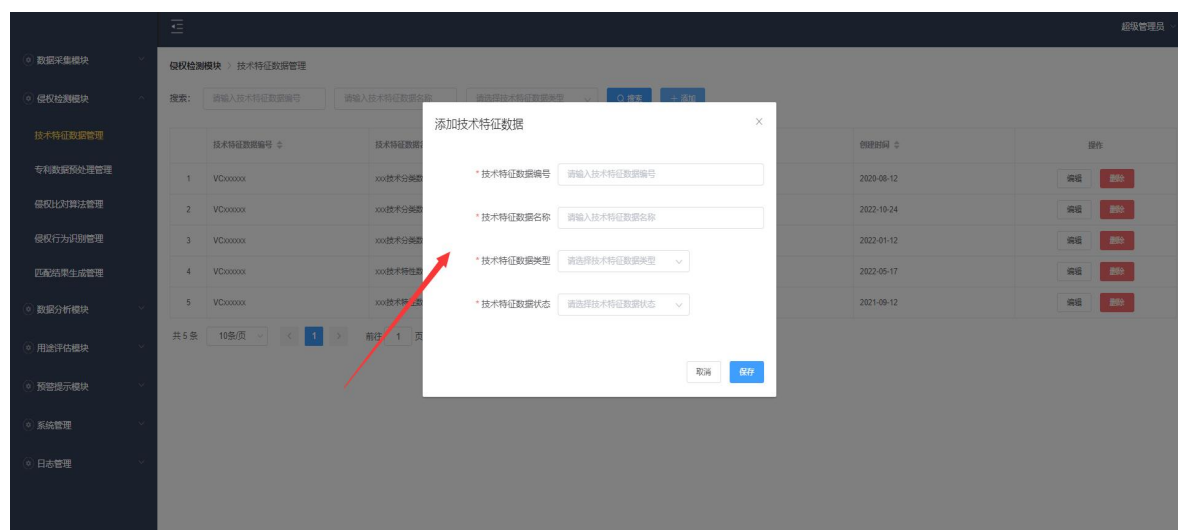 超级管理员
数据采集模块
侵权检测模块
技术特征数据管理
专利数据预处理管理
侵权比对算法管理
侵权行为识别管理
匹配结果生成管理
数据分析模块
用途评估模块
预警提示模块
系统管理
日志管理
侵权检测模块 技术特征数据管理
搜索: 请输入技术特征数据编号 请输入技术特征数据名称 请选择技术特征数据类型 搜索 + 添加
技术特征数据编号 技术特征数据 创建时间 操作
1 VCxxxxxx xxx技术分类数 2020-08-12 编辑 删除
2 VCxxxxxx xxx技术分类数 2022-10-24 编辑 删除
3 VCxxxxxx xxx技术分类数 2022-01-12 编辑 删除
4 VCxxxxxx xxx技术特性数 2022-05-17 编辑 删除
5 VCxxxxxx xxx技术特征数 2021-09-12 编辑 删除
共 5 条 10条/页 < 1 > 前往 1 页
添加技术特征数据 ×
* 技术特征数据编号 请输入技术特征数据编号
* 技术特征数据名称 请输入技术特征数据名称
* 技术特征数据类型 请选择技术特征数据类型
* 技术特征数据状态 请选择技术特征数据状态
取消 保存